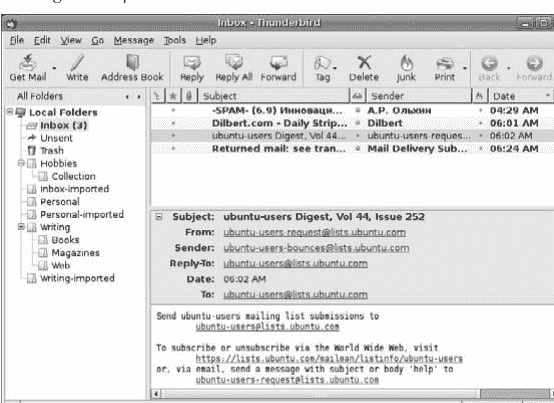 Inbox - Thunderbird
File Edit View Go Message Tools Help
Get Mail Write Address Book Reply Reply All Forward Tag Delete Junk Print Back Forward
All Folders
Local Folders
Inbox (3)
Unsent
Trash
Hobbies
Collection
Inbox-imported
Personal
Personal-imported
Writing
Books
Magazines
Web
Writing-imported
Subject Sender Date
-SPAM- (6.9) Инноваци... А.Р. Олькин 04:29 AM
Dilbert.com - Daily Strip... Dilbert 06:01 AM
ubuntu-users Digest, Vol 44... ubuntu-users-reques... 06:02 AM
Returned mail: see tran... Mail Delivery Sub... 06:24 AM
Subject: ubuntu-users Digest, Vol 44, Issue 252
From: ubuntu-users-request@lists.ubuntu.com
Sender: ubuntu-users-bounces@lists.ubuntu.com
Reply-To: ubuntu-users@lists.ubuntu.com
Date: 06:02 AM
To: ubuntu-users@lists.ubuntu.com
Send ubuntu-users mailing list submissions to
ubuntu-users@lists.ubuntu.com
To subscribe or unsubscribe via the World Wide Web, visit
https://lists.ubuntu.com/mailman/listinfo/ubuntu-users
or, via email, send a message with subject or body 'help' to
ubuntu-users-request@lists.ubuntu.com